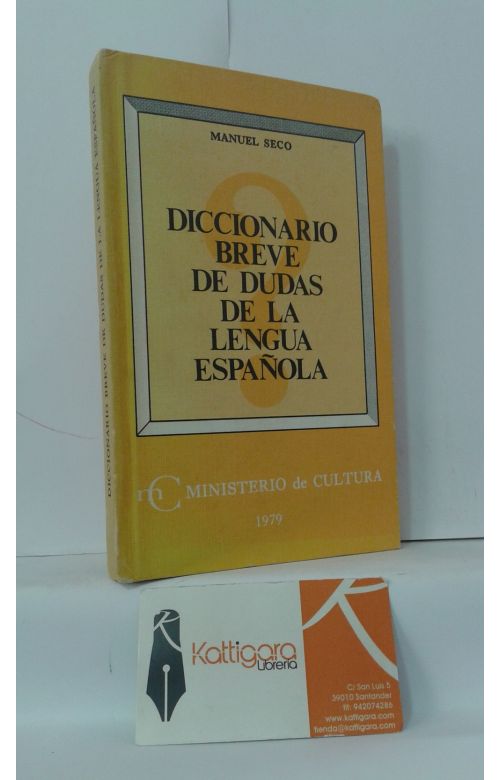 DICCIONARIO BREVE DE DUDAS DE LA LENGUA ESPAÑOLA
MANUEL SECO
?
DICCIONARIO
BREVE
DE DUDAS
DE LA
LENGUA
ESPAÑOLA
mC MINISTERIO de CULTURA
1979
K
Kattigara
Librería
C/ San Luis 5
39010 Santander
tlf: 942074286
www.kattigara.com
tienda@kattigara.com